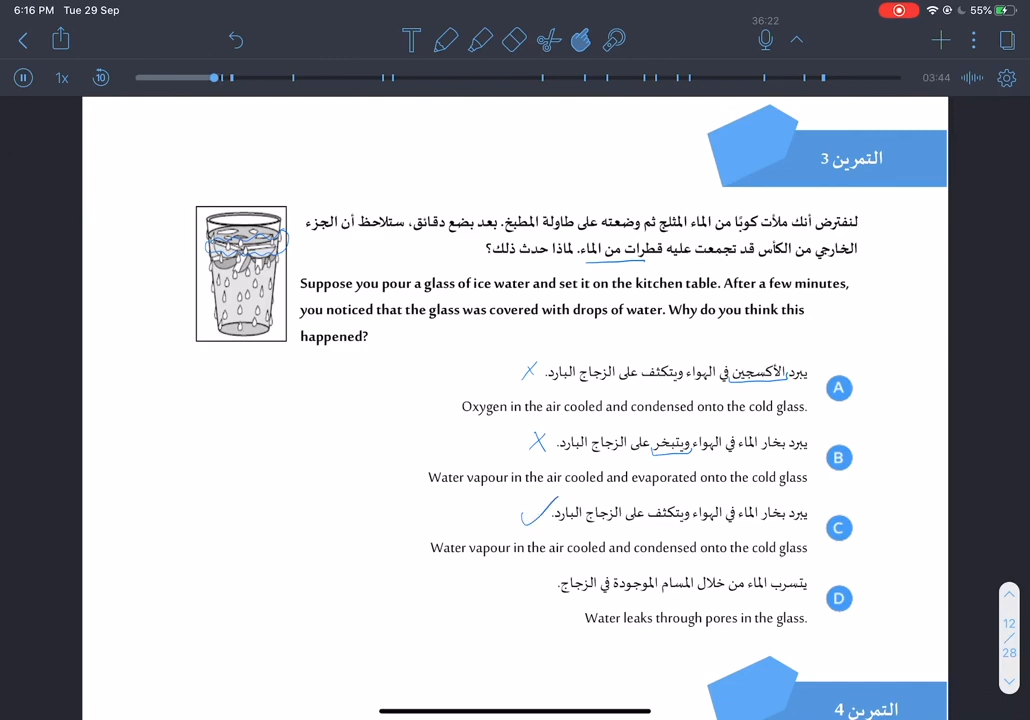 6:16 PM Tue 29 Sep
55%
36:22
T
1x
10
03:44
التمرين 3
لنفترض أنك ملأت كوبًا من الماء المثلج ثم وضعته على طاولة المطبخ. بعد بضع دقائق، ستلاحظ أن الجزء
الخارجي من الكأس قد تجمعت عليه قطرات من الماء. لماذا حدث ذلك؟
Suppose you pour a glass of ice water and set it on the kitchen table. After a few minutes,
you noticed that the glass was covered with drops of water. Why do you think this
happened?
يبرد الأكسجين في الهواء ويتكثف على الزجاج البارد.
A
Oxygen in the air cooled and condensed onto the cold glass.
يبرد بخار الماء في الهواء ويتبخر على الزجاج البارد.
B
Water vapour in the air cooled and evaporated onto the cold glass
يبرد بخار الماء في الهواء ويتكثف على الزجاج البارد.
C
Water vapour in the air cooled and condensed onto the cold glass
يتسرب الماء من خلال المسام الموجودة في الزجاج.
D
Water leaks through pores in the glass.
12
/
28
التمرين 4